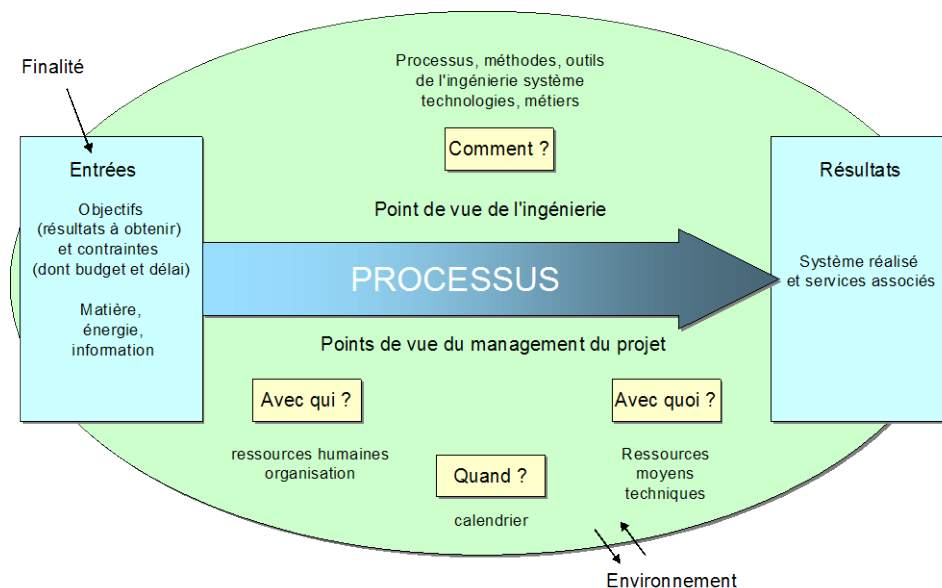 Finalité
Processus, méthodes, outils
de l'ingénierie système
technologies, métiers
Comment ?
Entrées
Objectifs
(résultats à obtenir)
et contraintes
(dont budget et délai)
Matière,
énergie,
information
Point de vue de l'ingénierie
PROCESSUS
Points de vue du management du projet
Résultats
Système réalisé
et services associés
Avec qui ?
ressources humaines
organisation
Quand ?
calendrier
Avec quoi ?
Ressources
moyens
techniques
Environnement